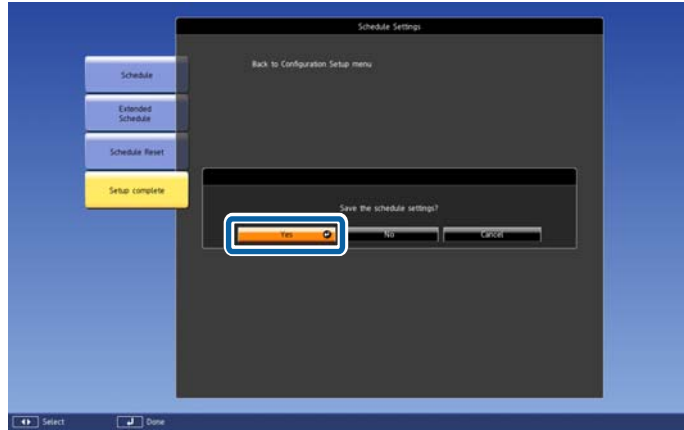 Schedule Settings
Back to Configuration Setup menu
Schedule
Extended
Schedule
Schedule Reset
Setup complete
Save the schedule settings?
Yes
No
Cancel
Select
Done